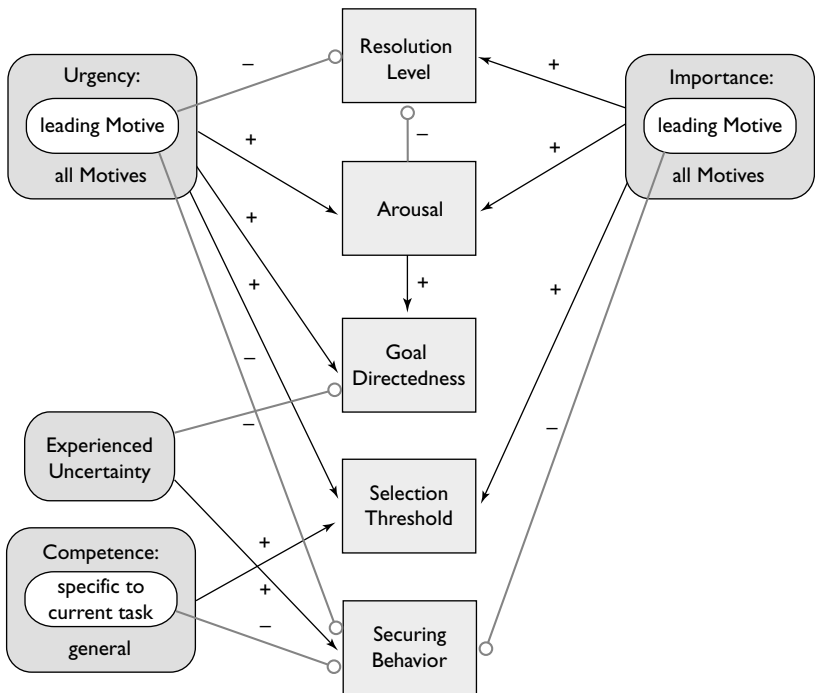 Resolution
Level
Urgency:
leading Motive
all Motives
Importance:
leading Motive
all Motives
–
+
–
+
+
Arousal
+
+
+
+
–
Goal
Directedness
–
–
Experienced
Uncertainty
Selection
Threshold
Competence:
specific to
current task
general
+
+
–
Securing
Behavior